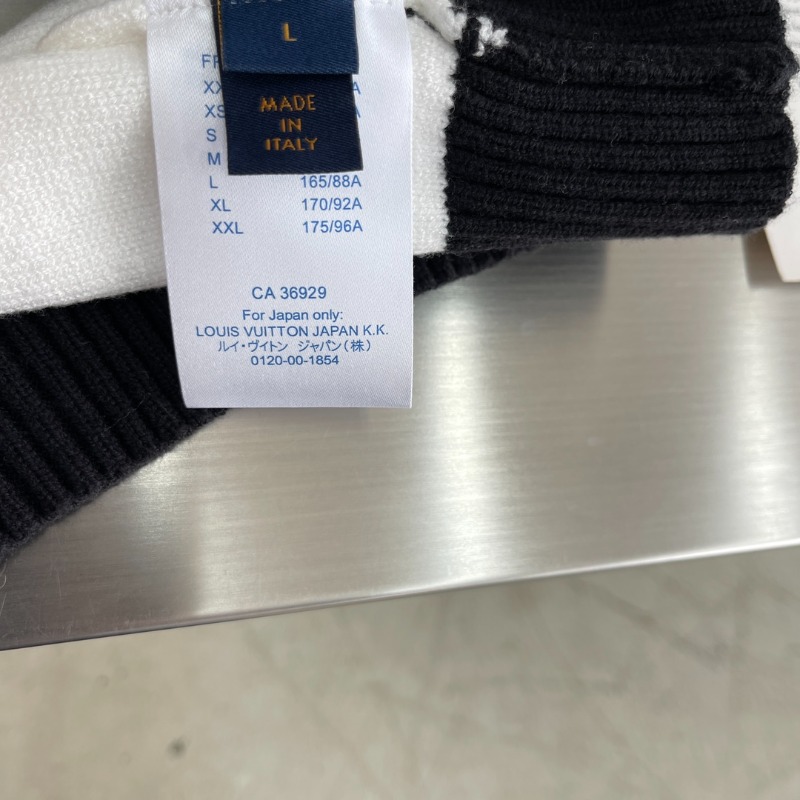 L
MADE
IN
ITALY
S
M
L 165/88A
XL 170/92A
XXL 175/96A
CA 36929
For Japan only:
LOUIS VUITTON JAPAN K.K.
ルイ・ヴィトン ジャパン(株)
0120-00-1854